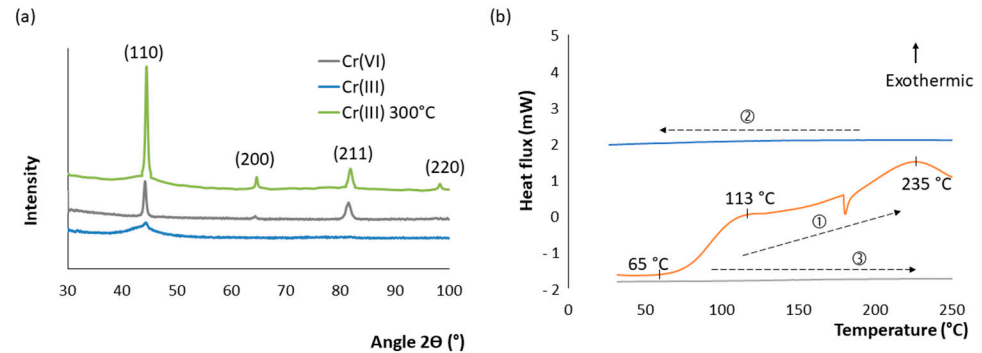 (a)
(110)
Cr(VI)
Cr(III)
Cr(III) 300°C
(200)
(211)
(220)
Intensity
30
40
50
60
70
80
90
100
Angle 2Θ (°)
(b)
5
4
3
2
1
0
- 1
- 2
Heat flux (mW)
Exothermic
②
113 °C
235 °C
①
65 °C
③
0
50
100
150
200
250
Temperature (°C)